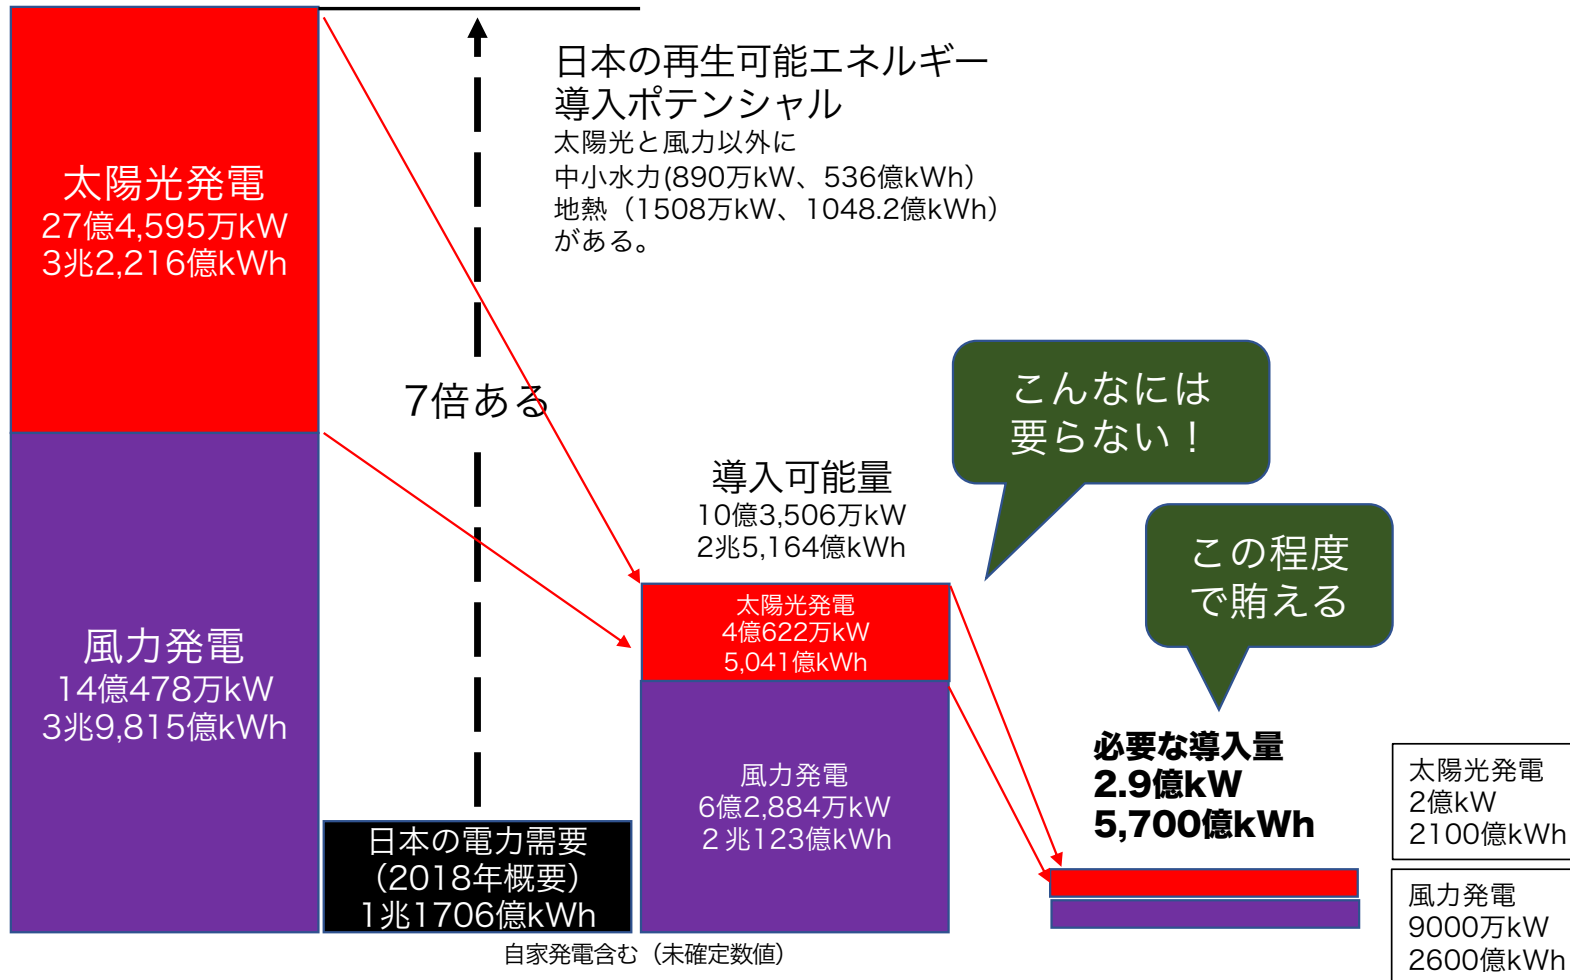 日本の再生可能エネルギー
導入ポテンシャル
太陽光と風力以外に
中小水力(890万kW、536億kWh）
地熱（1508万kW、1048.2億kWh）
がある。
太陽光発電
27億4,595万kW
3兆2,216億kWh
7倍ある
風力発電
14億478万kW
3兆9,815億kWh
日本の電力需要
（2018年概要）
1兆1706億kWh
自家発電含む（未確定数値）
導入可能量
10億3,506万kW
2兆5,164億kWh
太陽光発電
4億622万kW
5,041億kWh
風力発電
6億2,884万kW
２兆123億kWh
こんなには
要らない！
この程度
で賄える
必要な導入量
2.9億kW
5,700億kWh
太陽光発電
2億kW
2100億kWh
風力発電
9000万kW
2600億kWh